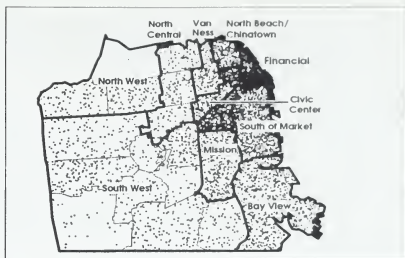 North
Central
Van
Ness
North Beach/
Chinatown
Financial
North West
Civic
Center
South of Market
Mission
South West
Bay View